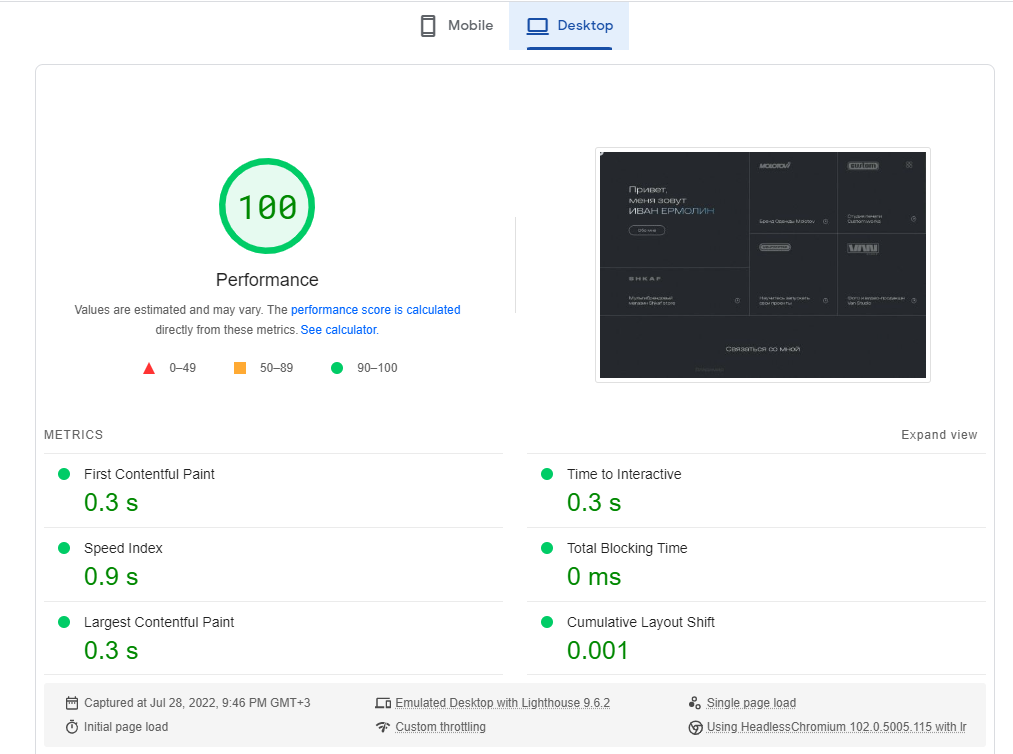 Mobile
Desktop
100
Performance
Values are estimated and may vary. The performance score is calculated
directly from these metrics. See calculator.
0–49
50–89
90–100
Привет,
меня зовут
ИВАН ЕРМОЛИН
Обо мне
MOLOTOV
Бренд Одежды Molotov
Студия печати
Customworks
SHKAF
Мультибрендовый
магазин Shkaf store
Научитесь запускать
свои проекты
VAN
Фото и видео-продакшн
Van Studio
Связаться со мной
METRICS
Expand view
First Contentful Paint
0.3 s
Time to Interactive
0.3 s
Speed Index
0.9 s
Total Blocking Time
0 ms
Largest Contentful Paint
0.3 s
Cumulative Layout Shift
0.001
Captured at Jul 28, 2022, 9:46 PM GMT+3
Emulated Desktop with Lighthouse 9.6.2
Single page load
Initial page load
Custom throttling
Using HeadlessChromium 102.0.5005.115 with lr